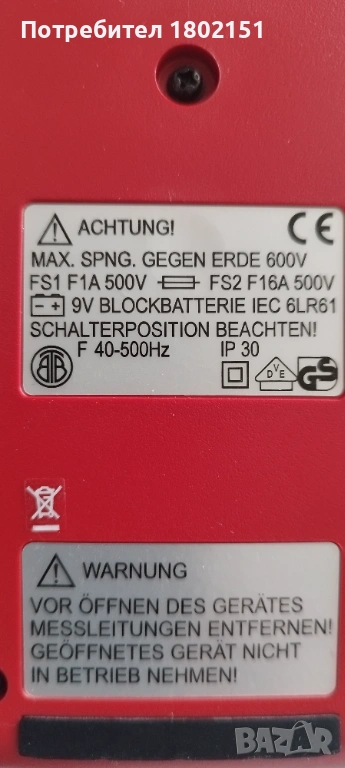 Потребител 1802151
ACHTUNG! CE
MAX. SPNG. GEGEN ERDE 600V
FS1 F1A 500V FS2 F16A 500V
9V BLOCKBATTERIE IEC 6LR61
SCHALTERPOSITION BEACHTEN!
F 40-500Hz IP 30
VDE GS
WARNUNG
VOR ÖFFNEN DES GERÄTES
MESSLEITUNGEN ENTFERNEN!
GEÖFFNETES GERÄT NICHT
IN BETRIEB NEHMEN!
BAZAR